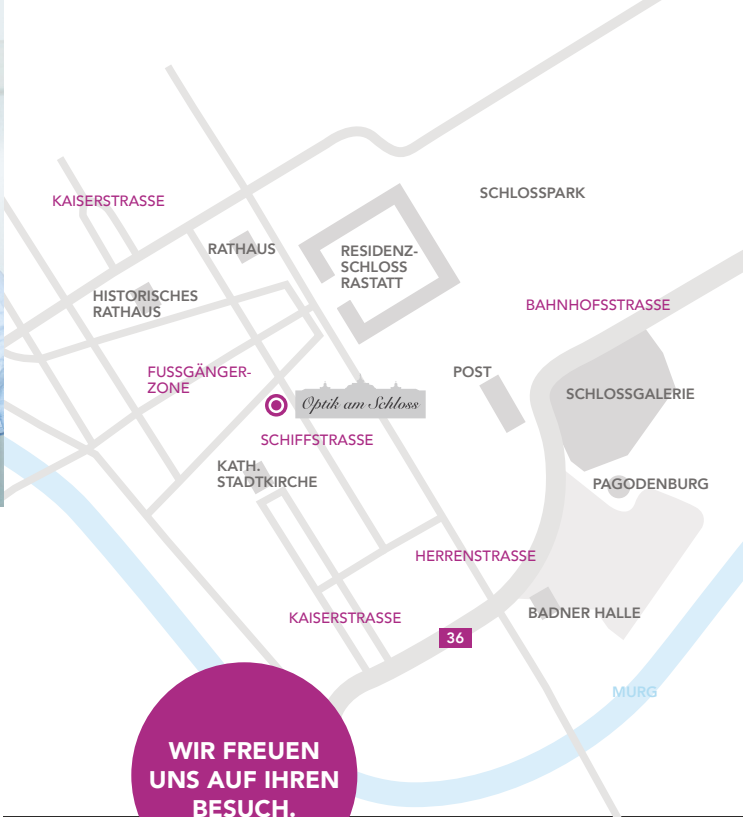 SCHLOSSPARK
KAISERSTRASSE
RATHAUS
RESIDENZ-
SCHLOSS
RASTATT
HISTORISCHES
RATHAUS
BAHNHOFSSTRASSE
FUSSGÄNGER-
ZONE
POST
SCHLOSSGALERIE
Optik am Schloss
SCHIFFSTRASSE
KATH.
STADTKIRCHE
PAGODENBURG
HERRENSTRASSE
KAISERSTRASSE
BADNER HALLE
36
MURG
WIR FREUEN
UNS AUF IHREN
BESUCH.